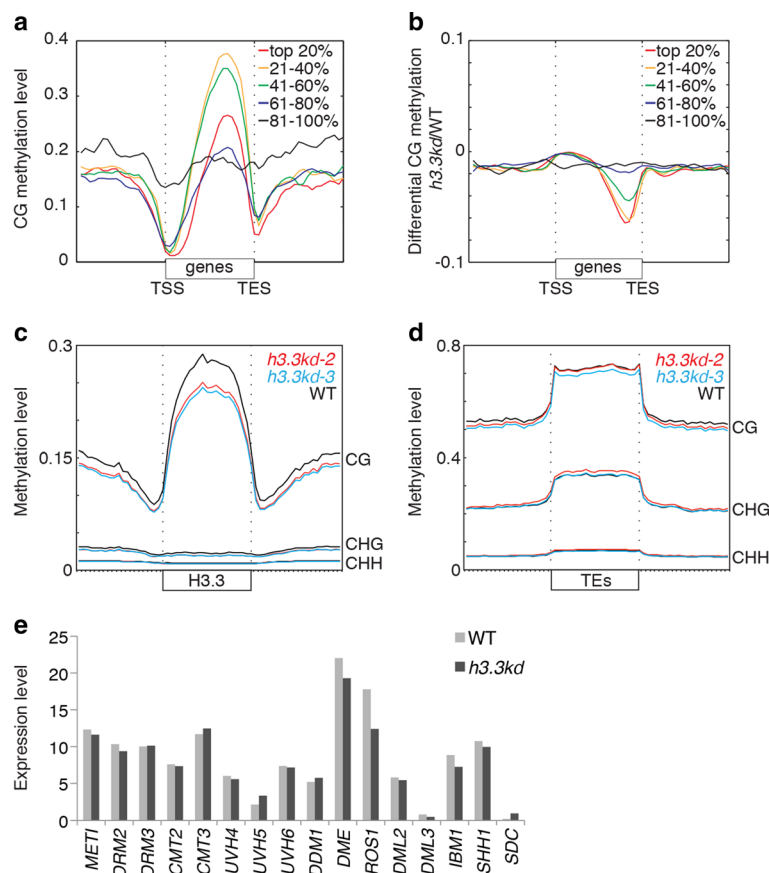 a
0.4
0.3
0.2
0.1
0
CG methylation level
top 20%
21-40%
41-60%
61-80%
81-100%
genes
TSS
TES
b
0.1
0
-0.1
Differential CG methylation
h3.3kd/WT
top 20%
21-40%
41-60%
61-80%
81-100%
genes
TSS
TES
c
0.3
0.15
0
Methylation level
h3.3kd-2
h3.3kd-3
WT
CG
CHG
CHH
H3.3
d
0.8
0.4
0
Methylation level
h3.3kd-2
h3.3kd-3
WT
CG
CHG
CHH
TEs
e
25
20
15
10
5
0
Expression level
WT
h3.3kd
METI
DRM2
DRM3
CMT2
CMT3
UVH4
UVH5
UVH6
DDM1
DME
ROS1
DML2
DML3
IBM1
SHH1
SDC